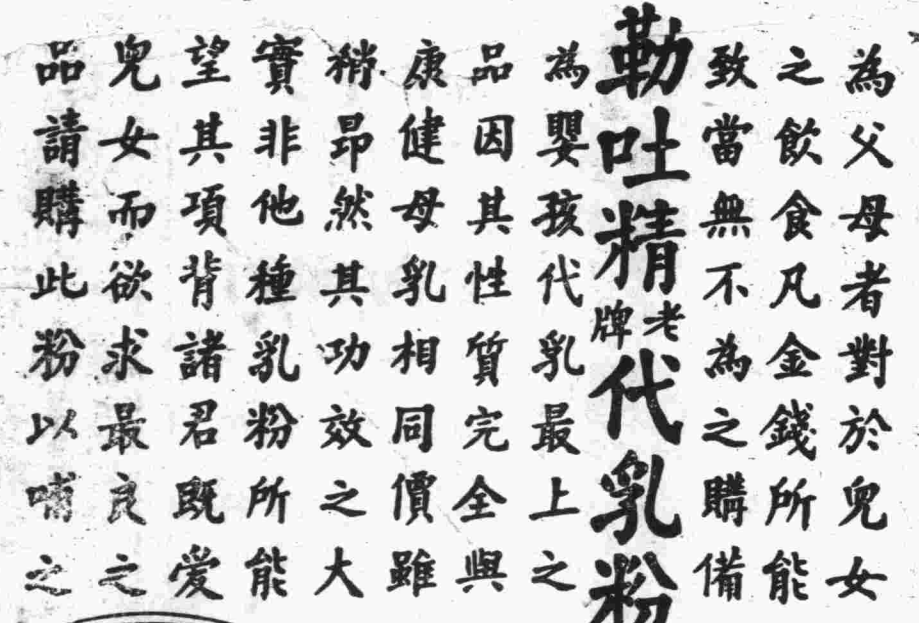 為父母者對於兒女
之飲食凡金錢所能
致當無不為之購備
勒吐精老牌代乳粉
為嬰孩代乳最上之
品因其性質完全與
康健母乳相同價雖
稍昂然其功效之大
實非他種乳粉所能
望其項背諸君既愛
兒女而欲求最良之
品請購此粉以哺之